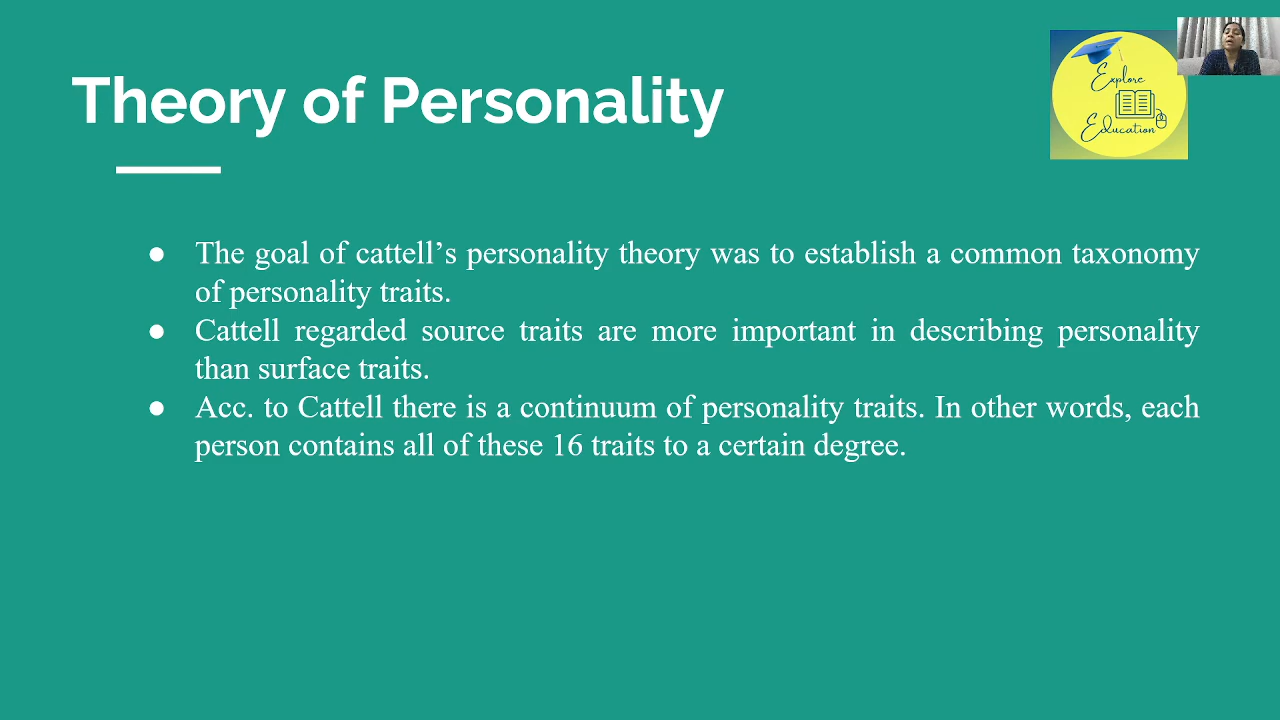 Theory of Personality
Explore
Education
● The goal of cattell’s personality theory was to establish a common taxonomy
of personality traits.
● Cattell regarded source traits are more important in describing personality
than surface traits.
● Acc. to Cattell there is a continuum of personality traits. In other words, each
person contains all of these 16 traits to a certain degree.